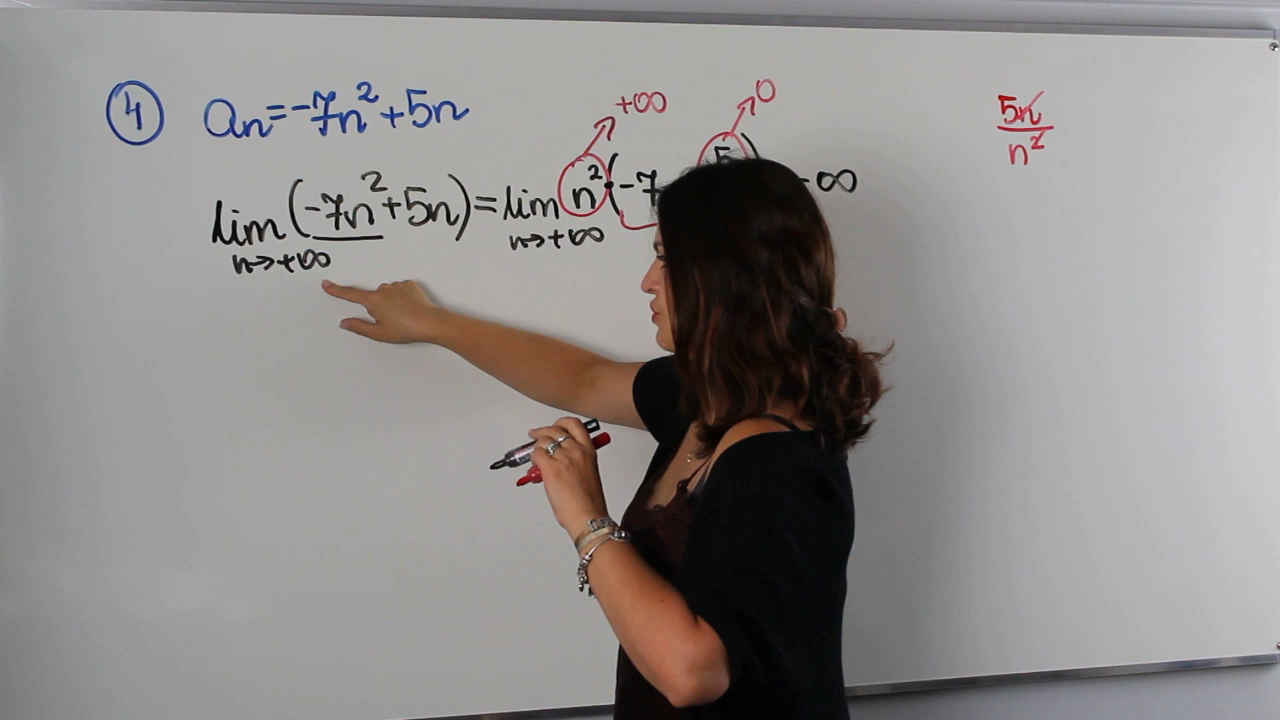 4 an=-7n²+5n
+∞
0
5n
n²
lim (-7n²+5n)=lim n²·(-7 5 ) -∞
n→+∞ n→+∞